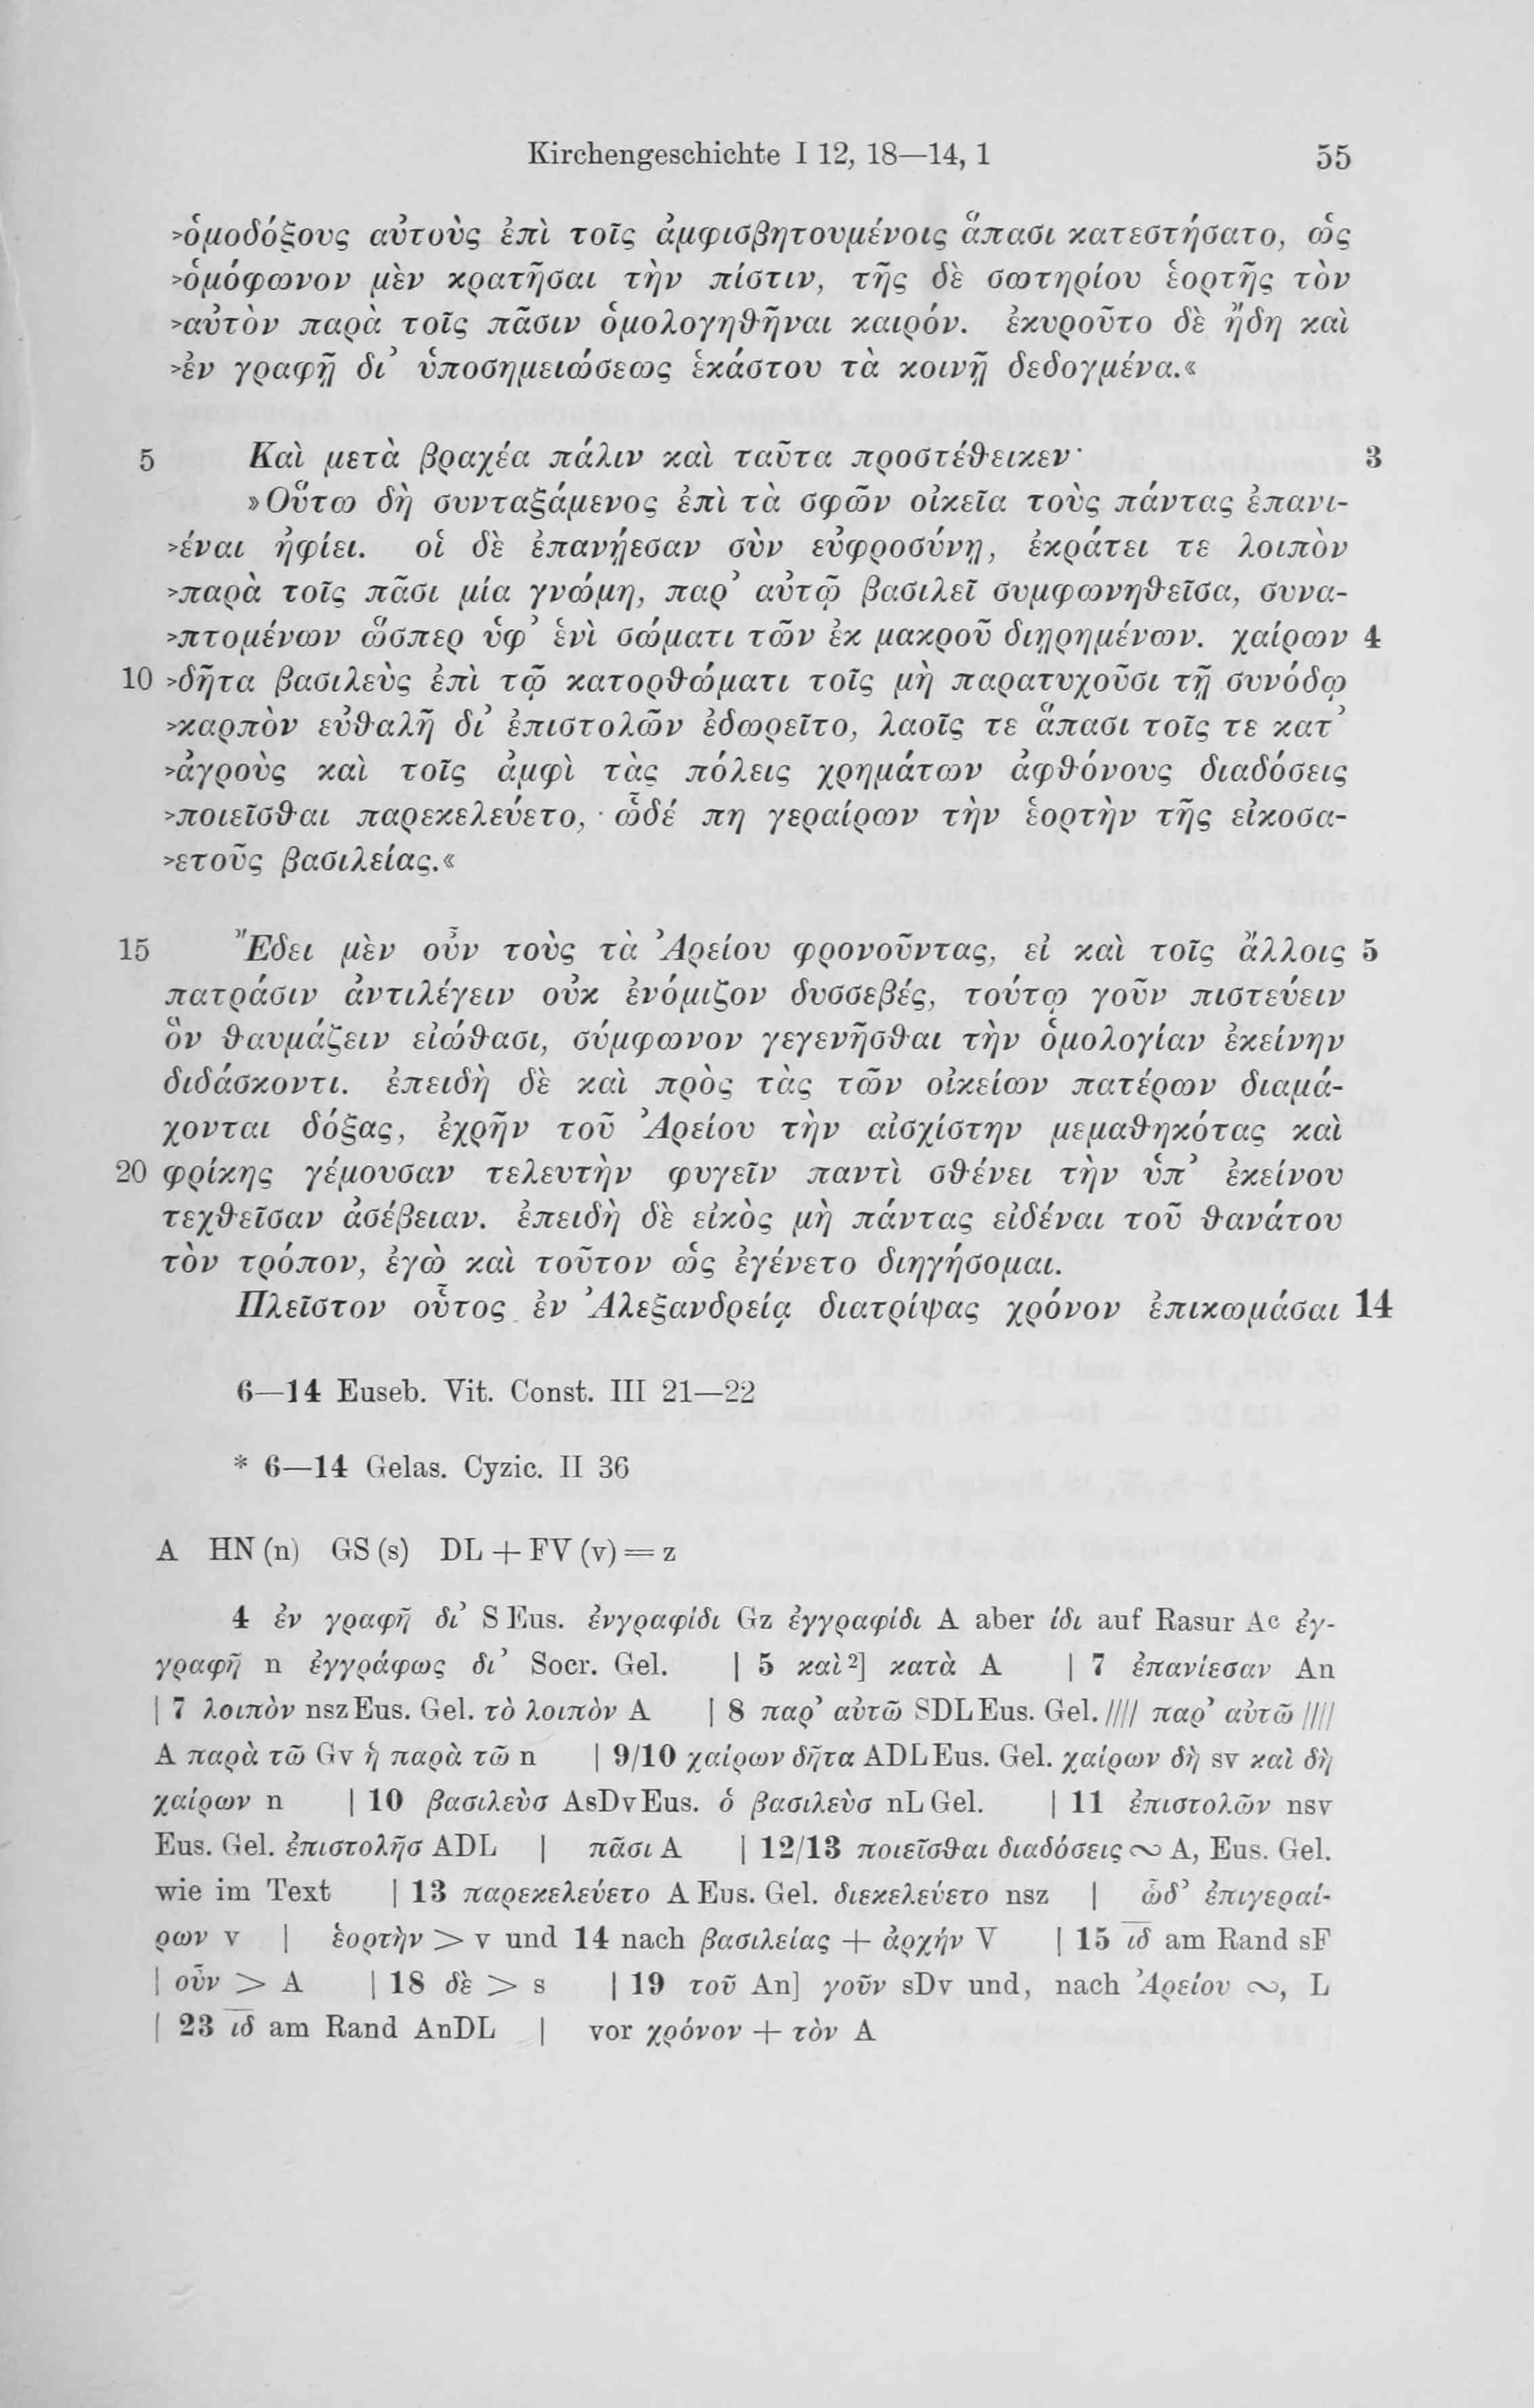 Kirchengeschichte I 12, 18—14, 1 55
>ὁμοδόξους αὐτοὺς ἐπὶ τοῖς ἀμφισβητουμένοις ἅπασι κατεστήσατο, ὡς
>ὁμόφωνον μὲν κρατῆσαι τὴν πίστιν, τῆς δὲ σωτηρίου ἑορτῆς τὸν
>αὐτὸν παρὰ τοῖς πᾶσιν ὁμολογηθῆναι καιρόν. ἐκυροῦτο δὲ ἤδη καὶ
>ἐν γραφῇ δι’ ὑποσημειώσεως ἑκάστου τὰ κοινῇ δεδογμένα.«
5 Καὶ μετὰ βραχέα πάλιν καὶ ταῦτα προστέθεικεν· 3
»Οὕτω δὴ συνταξάμενος ἐπὶ τὰ σφῶν οἰκεῖα τοὺς πάντας ἐπανι-
>έναι ἠφίει. οἱ δὲ ἐπανῄεσαν σὺν εὐφροσύνῃ, ἐκράτει τε λοιπὸν
>παρὰ τοῖς πᾶσι μία γνώμη, παρ’ αὐτῷ βασιλεῖ συμφωνηθεῖσα, συνα-
>πτομένων ὥσπερ ὑφ’ ἑνὶ σώματι τῶν ἐκ μακροῦ διῃρημένων. χαίρων 4
10 >δῆτα βασιλεὺς ἐπὶ τῷ κατορθώματι τοῖς μὴ παρατυχοῦσι τῇ συνόδῳ
>καρπὸν εὐθαλῆ δι’ ἐπιστολῶν ἐδωρεῖτο, λαοῖς τε ἅπασι τοῖς τε κατ’
>ἀγροὺς καὶ τοῖς ἀμφὶ τὰς πόλεις χρημάτων ἀφθόνους διαδόσεις
>ποιεῖσθαι παρεκελεύετο, ὧδέ πη γεραίρων τὴν ἑορτὴν τῆς εἰκοσα-
>ετοῦς βασιλείας.«
15 Ἔδει μὲν οὖν τοὺς τὰ Ἀρείου φρονοῦντας, εἰ καὶ τοῖς ἄλλοις 5
πατράσιν ἀντιλέγειν οὐκ ἐνόμιζον δυσσεβές, τούτῳ γοῦν πιστεύειν
ὃν θαυμάζειν εἰώθασι, σύμφωνον γεγενῆσθαι τὴν ὁμολογίαν ἐκείνην
διδάσκοντι. ἐπειδὴ δὲ καὶ πρὸς τὰς τῶν οἰκείων πατέρων διαμά-
χονται δόξας, ἐχρῆν τοῦ Ἀρείου τὴν αἰσχίστην μεμαθηκότας καὶ
20 φρίκης γέμουσαν τελευτὴν φυγεῖν παντὶ σθένει τὴν ὑπ’ ἐκείνου
τεχθεῖσαν ἀσέβειαν. ἐπειδὴ δὲ εἰκὸς μὴ πάντας εἰδέναι τοῦ θανάτου
τὸν τρόπον, ἐγὼ καὶ τοῦτον ὡς ἐγένετο διηγήσομαι.
Πλεῖστον οὗτος ἐν Ἀλεξανδρείᾳ διατρίψας χρόνον ἐπικωμάσαι 14
6—14 Euseb. Vit. Const. III 21—22
* 6—14 Gelas. Cyzic. II 36
A HN (n) GS (s) DL + FV (v) = z
4 ἐν γραφῆ δι’ S Eus. ἐνγραφίδι Gz ἐγγραφίδι A aber ίδι auf Rasur Ac ἐγ-
γραφῆ n ἐγγράφως δι’ Socr. Gel. | 5 καὶ2] κατὰ A | 7 ἐπανίεσαν An
| 7 λοιπὸν nsz Eus. Gel. τὸ λοιπὸν A | 8 παρ’ αὐτῶ SDL Eus. Gel. //// παρ’ αὐτῶ ////
A παρὰ τῶ Gv ἡ παρὰ τῶ n | 9/10 χαίρων δῆτα ADL Eus. Gel. χαίρων δὴ sv καὶ δὴ
χαίρων n | 10 βασιλεὺσ AsDv Eus. ὁ βασιλεὺσ nL Gel. | 11 ἐπιστολῶν nsv
Eus. Gel. ἐπιστολῆσ ADL | πᾶσι A | 12/13 ποιεῖσθαι διαδόσεις ∾ A, Eus. Gel.
wie im Text | 13 παρεκελεύετο A Eus. Gel. διεκελεύετο nsz | ὧδ’ ἐπιγεραί-
ρων v | ἑορτὴν > v und 14 nach βασιλείας + ἀρχήν V | 15 ι̅δ̅ am Rand sF
| οὖν > A | 18 δὲ > s | 19 τοῦ An] γοῦν sDv und, nach Ἀρείου ∾, L
| 23 ι̅δ̅ am Rand AnDL | vor χρόνον + τὸν A